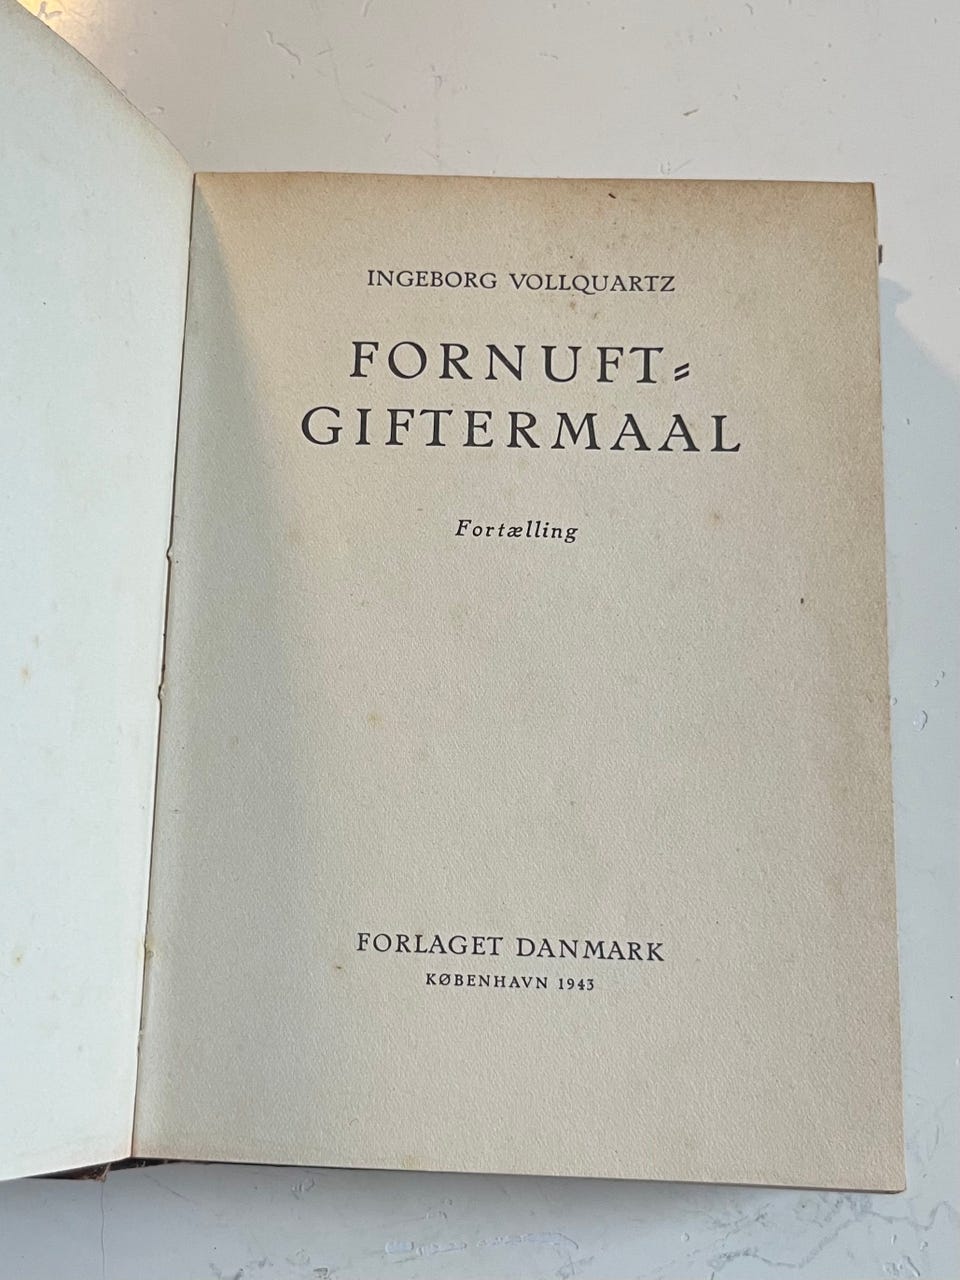 INGEBORG VOLLQUARTZ
FORNUFT⸗
GIFTERMAAL
Fortælling
FORLAGET DANMARK
KØBENHAVN 1943